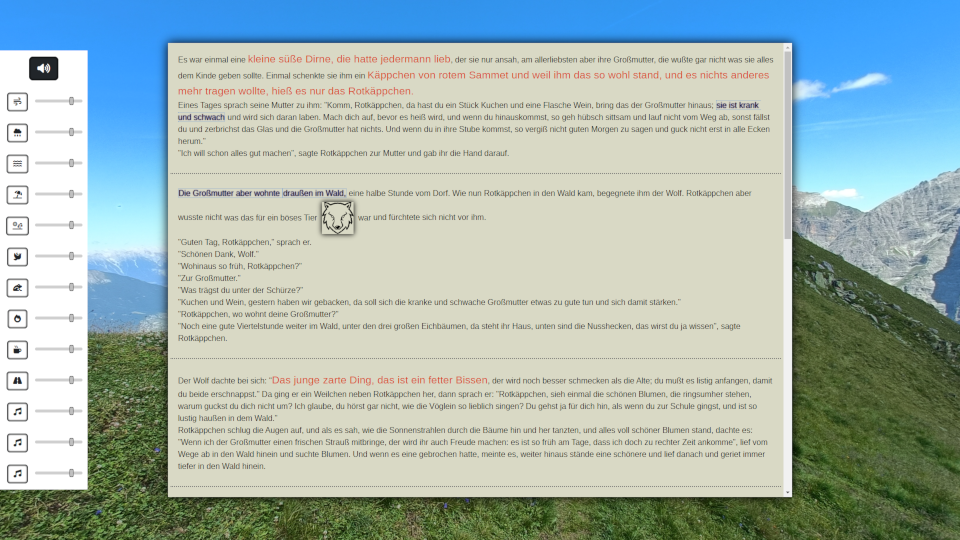 Es war einmal eine kleine süße Dirne, die hatte jedermann lieb, der sie nur ansah, am allerliebsten aber ihre Großmutter, die wußte gar nicht was sie alles
dem Kinde geben sollte. Einmal schenkte sie ihm ein Käppchen von rotem Sammet und weil ihm das so wohl stand, und es nichts anderes
mehr tragen wollte, hieß es nur das Rotkäppchen.
Eines Tages sprach seine Mutter zu ihm: "Komm, Rotkäppchen, da hast du ein Stück Kuchen und eine Flasche Wein, bring das der Großmutter hinaus; sie ist krank
und schwach und wird sich daran laben. Mach dich auf, bevor es heiß wird, und wenn du hinauskommst, so geh hübsch sittsam und lauf nicht vom Weg ab, sonst fällst
du und zerbrichst das Glas und die Großmutter hat nichts. Und wenn du in ihre Stube kommst, so vergiß nicht guten Morgen zu sagen und guck nicht erst in alle Ecken
herum."
"Ich will schon alles gut machen", sagte Rotkäppchen zur Mutter und gab ihr die Hand darauf.
Die Großmutter aber wohnte draußen im Wald, eine halbe Stunde vom Dorf. Wie nun Rotkäppchen in den Wald kam, begegnete ihm der Wolf. Rotkäppchen aber
wusste nicht was das für ein böses Tier war und fürchtete sich nicht vor ihm.
"Guten Tag, Rotkäppchen," sprach er.
"Schönen Dank, Wolf."
"Wohinaus so früh, Rotkäppchen?"
"Zur Großmutter."
"Was trägst du unter der Schürze?"
"Kuchen und Wein, gestern haben wir gebacken, da soll sich die kranke und schwache Großmutter etwas zu gute tun und sich damit stärken."
"Rotkäppchen, wo wohnt deine Großmutter?"
"Noch eine gute Viertelstunde weiter im Wald, unter den drei großen Eichbäumen, da steht ihr Haus, unten sind die Nusshecken, das wirst du ja wissen", sagte
Rotkäppchen.
Der Wolf dachte bei sich: "Das junge zarte Ding, das ist ein fetter Bissen, der wird noch besser schmecken als die Alte; du mußt es listig anfangen, damit
du beide erschnappst." Da ging er ein Weilchen neben Rotkäppchen her, dann sprach er: "Rotkäppchen, sieh einmal die schönen Blumen, die ringsumher stehen,
warum guckst du dich nicht um? Ich glaube, du hörst gar nicht, wie die Vöglein so lieblich singen? Du gehst ja für dich hin, als wenn du zur Schule gingst, und ist so
lustig haußen in dem Wald."
Rotkäppchen schlug die Augen auf, und als es sah, wie die Sonnenstrahlen durch die Bäume hin und her tanzten, und alles voll schöner Blumen stand, dachte es:
"Wenn ich der Großmutter einen frischen Strauß mitbringe, der wird ihr auch Freude machen; es ist so früh am Tage, dass ich doch zu rechter Zeit ankomme", lief vom
Wege ab in den Wald hinein und suchte Blumen. Und wenn es eine gebrochen hatte, meinte es, weiter hinaus stände eine schönere und lief danach und geriet immer
tiefer in den Wald hinein.